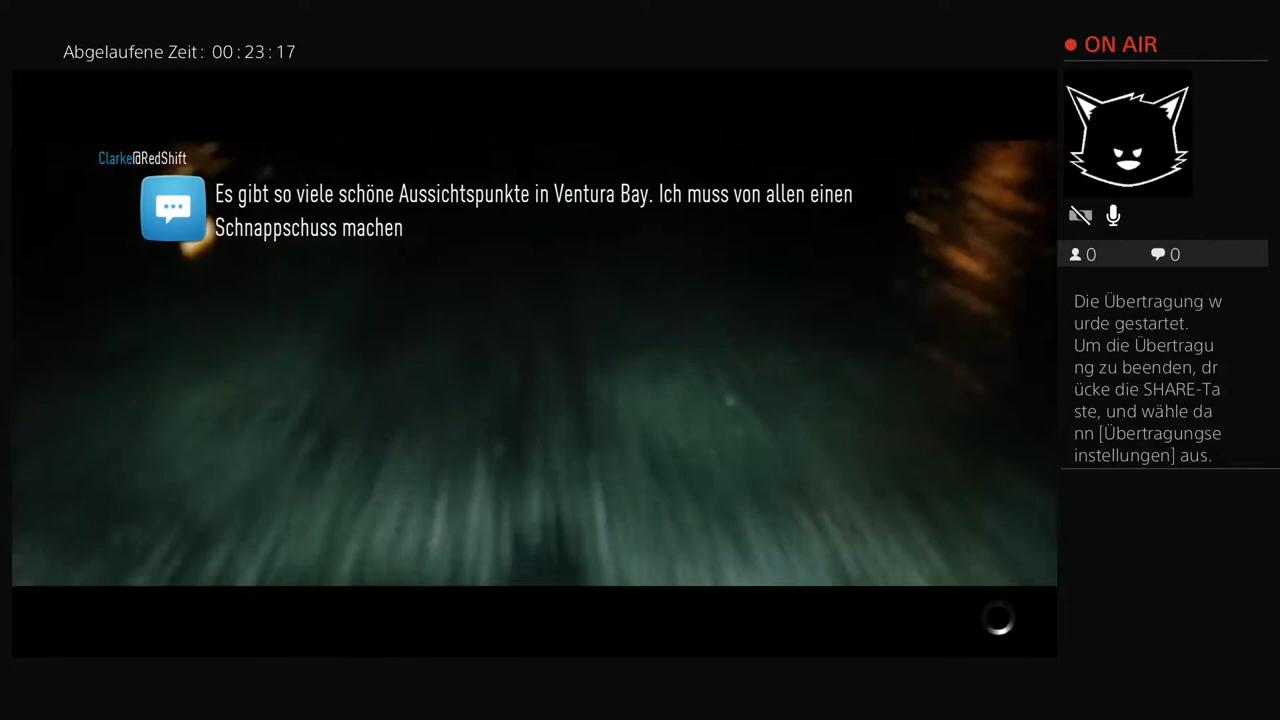 Abgelaufene Zeit: 00:23:17
ON AIR
Clarke@RedShift
Es gibt so viele schöne Aussichtspunkte in Ventura Bay. Ich muss von allen einen
Schnappschuss machen
0 0
Die Übertragung w
urde gestartet.
Um die Übertragu
ng zu beenden, dr
ücke die SHARE-Ta
ste, und wähle da
nn [Übertragungse
instellungen] aus.